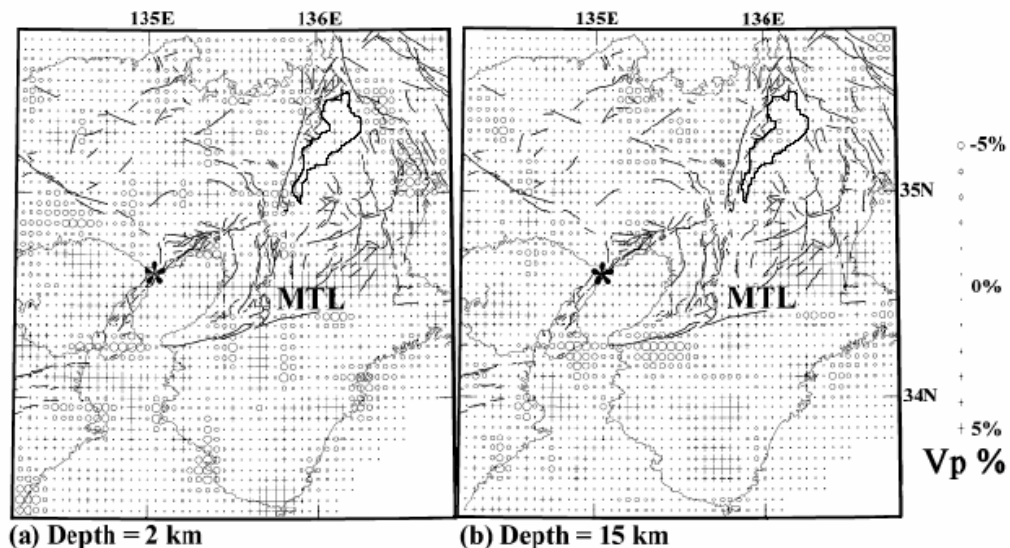 135E 136E 135E 136E
-5%
35N
MTL MTL 0%
34N
5%
Vp %
(a) Depth = 2 km (b) Depth = 15 km